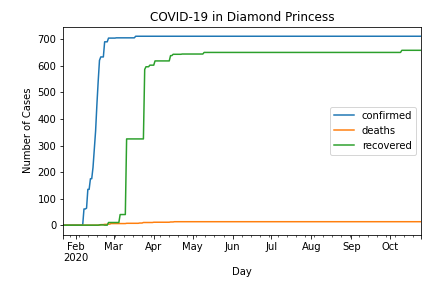 COVID-19 in Diamond Princess
Number of Cases
700
600
500
400
300
200
100
0
confirmed
deaths
recovered
Feb Mar Apr May Jun Jul Aug Sep Oct
2020
Day